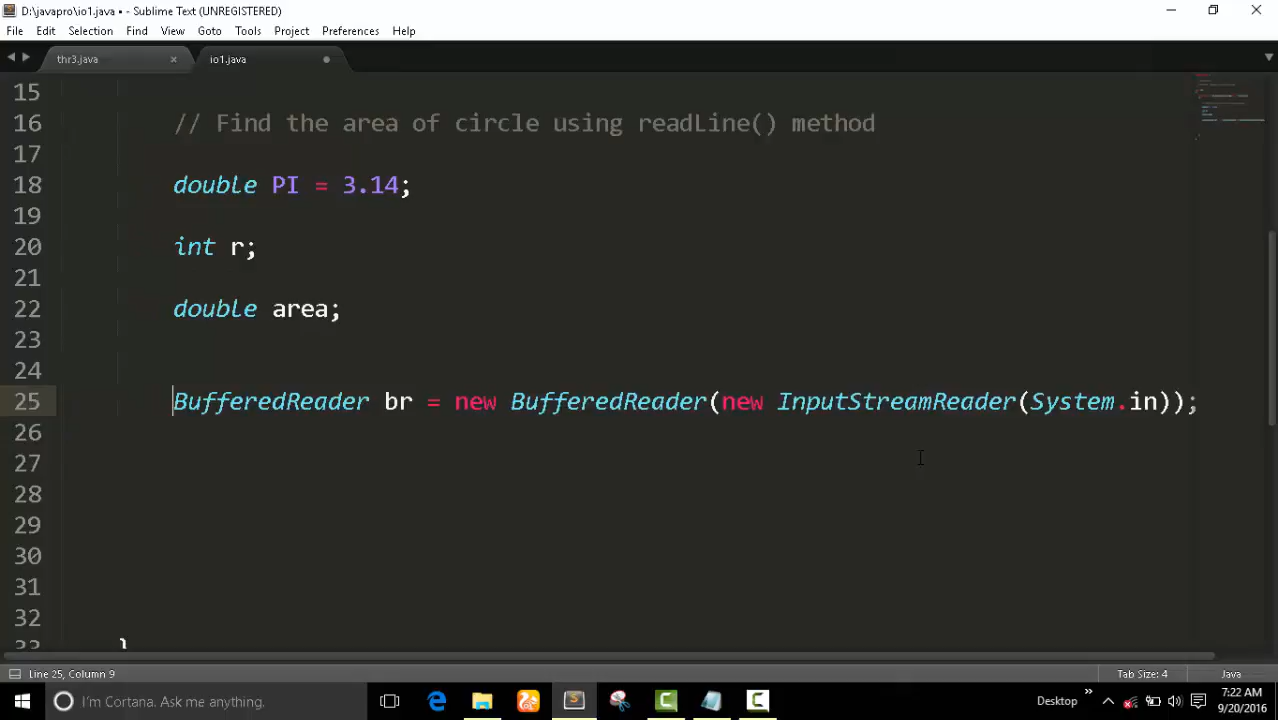 D:\javapro\io1.java • - Sublime Text (UNREGISTERED)
File Edit Selection Find View Goto Tools Project Preferences Help
thr3.java io1.java
15
16 // Find the area of circle using readLine() method
17
18 double PI = 3.14;
19
20 int r;
21
22 double area;
23
24
25 BufferedReader br = new BufferedReader(new InputStreamReader(System.in));
26
27
28
29
30
31
32
33 }
Line 25, Column 9 Tab Size: 4 Java
I'm Cortana. Ask me anything. Desktop 7:22 AM
9/20/2016